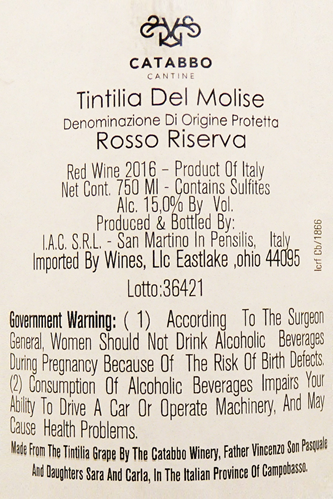 CATABBO
CANTINE
Tintilia Del Molise
Denominazione Di Origine Protetta
Rosso Riserva
Red Wine 2016 – Product Of Italy
Net Cont. 750 Ml - Contains Sulfites
Alc. 15,0% By Vol.
Produced & Bottled By:
I.A.C. S.R.L. - San Martino In Pensilis, Italy
Imported By Wines, Llc Eastlake ,ohio 44095
Icrf Cb/1866
Lotto:36421
Government Warning: ( 1) According To The Surgeon
General, Women Should Not Drink Alcoholic Beverages
During Pregnancy Because Of The Risk Of Birth Defects.
(2) Consumption Of Alcoholic Beverages Impairs Your
Ability To Drive A Car Or Operate Machinery, And May
Cause Health Problems.
Made From The Tintilia Grape By The Catabbo Winery, Father Vincenzo Son Pasquale
And Daughters Sara And Carla, In The Italian Province Of Campobasso.